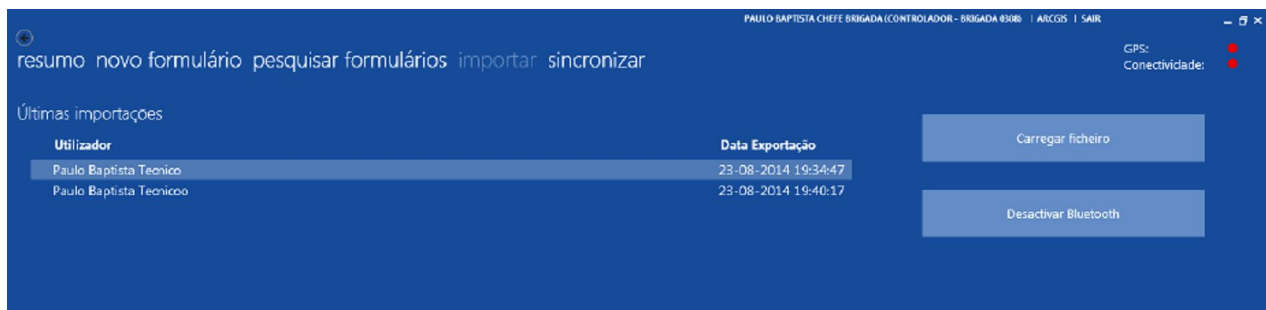 PAULO BAPTISTA CHEFE BRIGADA (CONTROLADOR - BRIGADA 0308) | ARCGIS | SAIR
resumo novo formulário pesquisar formulários importar sincronizar
GPS:
Conectividade:
Últimas importações
Utilizador Data Exportação
Paulo Baptista Tecnico 23-08-2014 19:34:47
Paulo Baptista Tecnicoo 23-08-2014 19:40:17
Carregar ficheiro
Desactivar Bluetooth